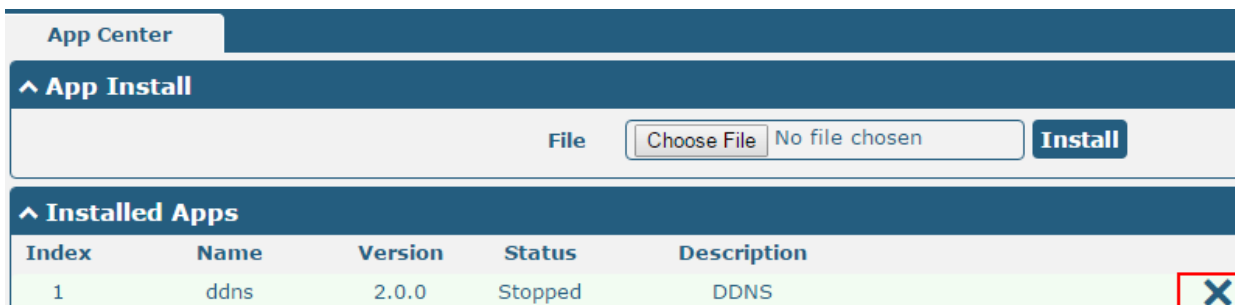 App Center
App Install
File Choose File No file chosen Install
Installed Apps
Index Name Version Status Description
1 ddns 2.0.0 Stopped DDNS